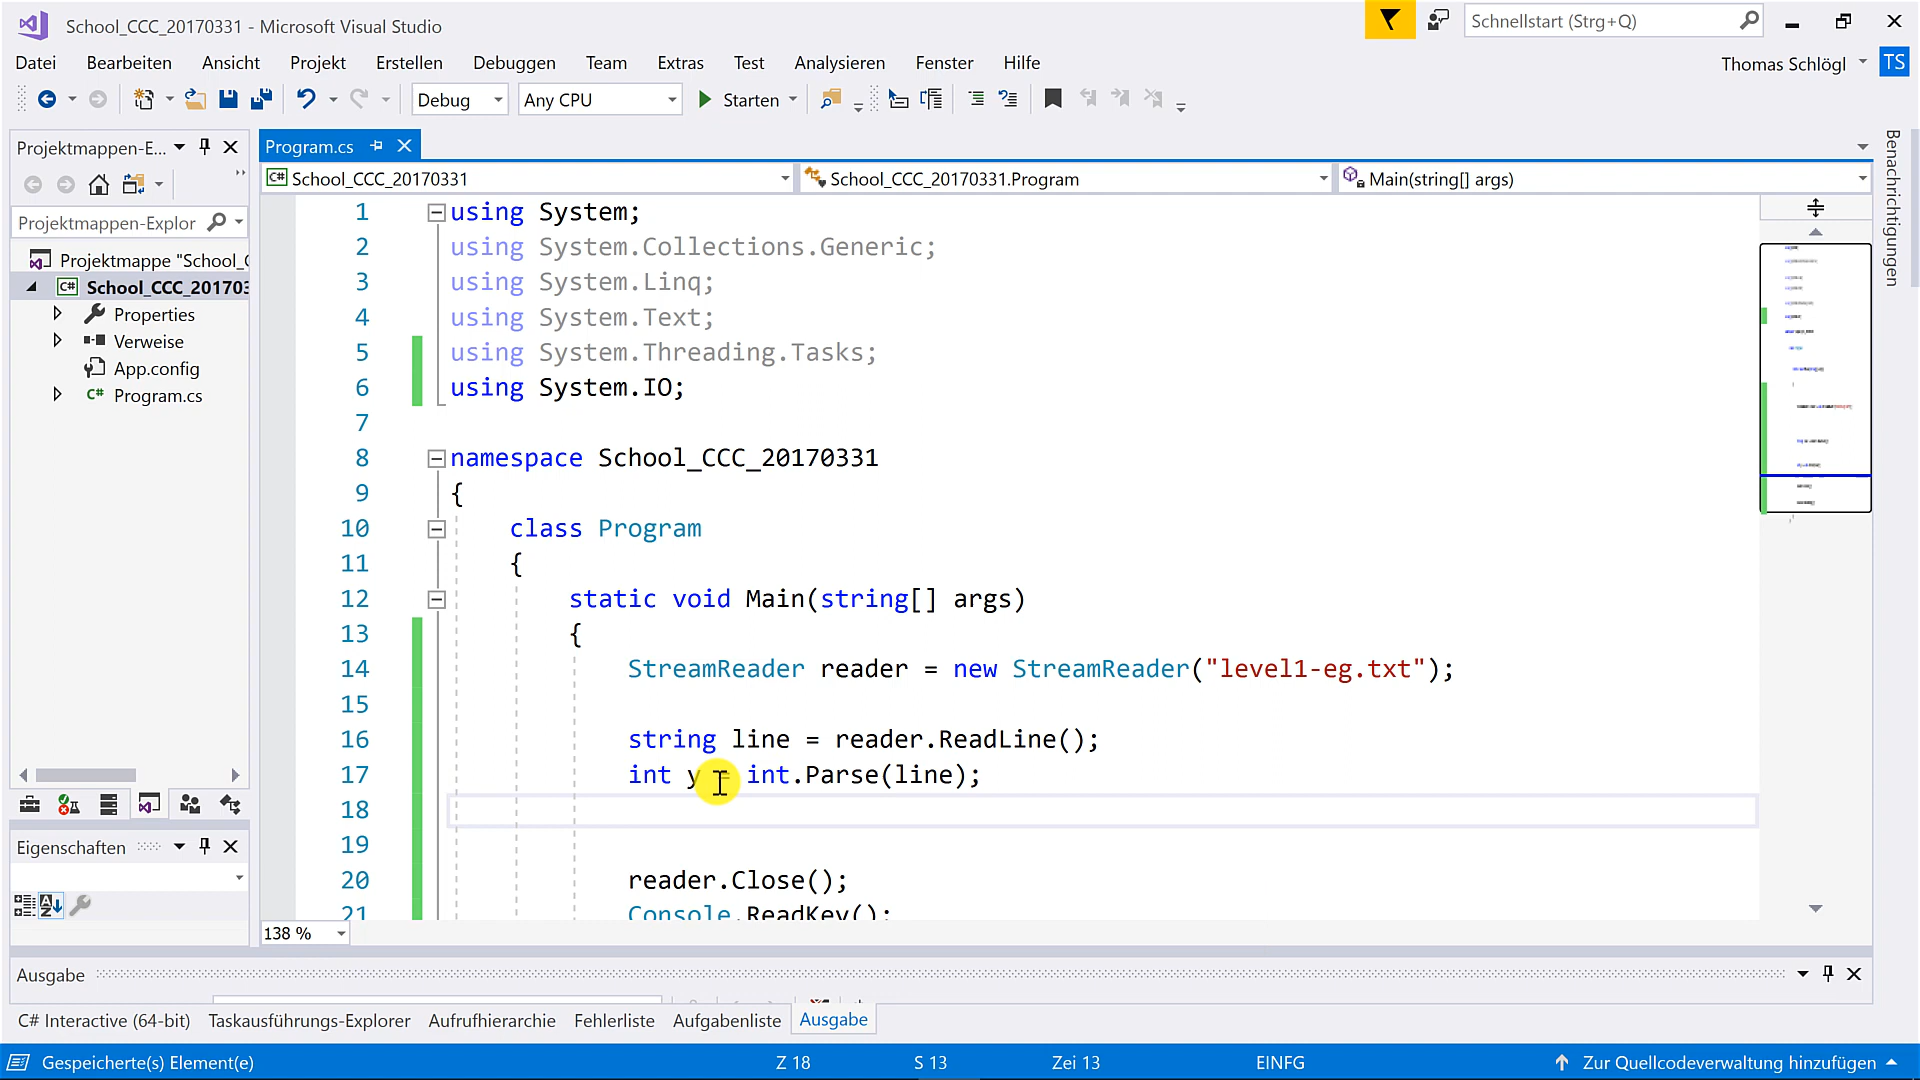 School_CCC_20170331 - Microsoft Visual Studio
Schnellstart (Strg+Q)
Datei Bearbeiten Ansicht Projekt Erstellen Debuggen Team Extras Test Analysieren Fenster Hilfe
Thomas Schlögl TS
Debug Any CPU Starten
Projektmappen-E...
Program.cs
Benachrichtigungen
School_CCC_20170331 School_CCC_20170331.Program Main(string[] args)
Projektmappen-Explor
Projektmappe "School_C
School_CCC_201703
Properties
Verweise
App.config
Program.cs
1 using System;
2 using System.Collections.Generic;
3 using System.Linq;
4 using System.Text;
5 using System.Threading.Tasks;
6 using System.IO;
7
8 namespace School_CCC_20170331
9 {
10 class Program
11 {
12 static void Main(string[] args)
13 {
14 StreamReader reader = new StreamReader("level1-eg.txt");
15
16 string line = reader.ReadLine();
17 int y = int.Parse(line);
18
19
20 reader.Close();
21 Console.ReadKey();
Eigenschaften
138 %
Ausgabe
C# Interactive (64-bit) Taskausführungs-Explorer Aufrufhierarchie Fehlerliste Aufgabenliste Ausgabe
Gespeicherte(s) Element(e) Z 18 S 13 Zei 13 EINFG Zur Quellcodeverwaltung hinzufügen